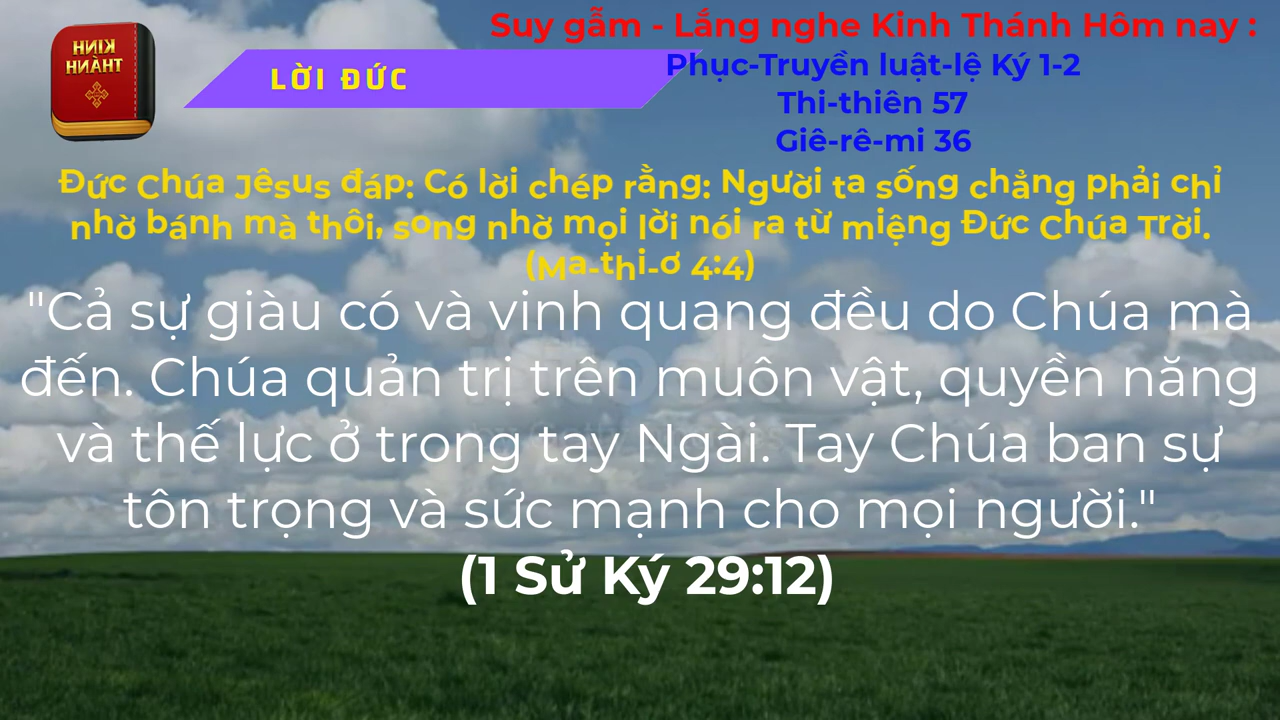 Suy gẫm - Lắng nghe Kinh Thánh Hôm nay :
KINH
THÁNH
LỜI ĐỨC
Phục-Truyền luật-lệ Ký 1-2
Thi-thiên 57
Giê-rê-mi 36
Đức Chúa Jêsus đáp: Có lời chép rằng: Người ta sống chẳng phải chỉ
nhờ bánh mà thôi, song nhờ mọi lời nói ra từ miệng Đức Chúa Trời.
(Ma-thi-ơ 4:4)
"Cả sự giàu có và vinh quang đều do Chúa mà
đến. Chúa quản trị trên muôn vật, quyền năng
và thế lực ở trong tay Ngài. Tay Chúa ban sự
tôn trọng và sức mạnh cho mọi người."
(1 Sử Ký 29:12)